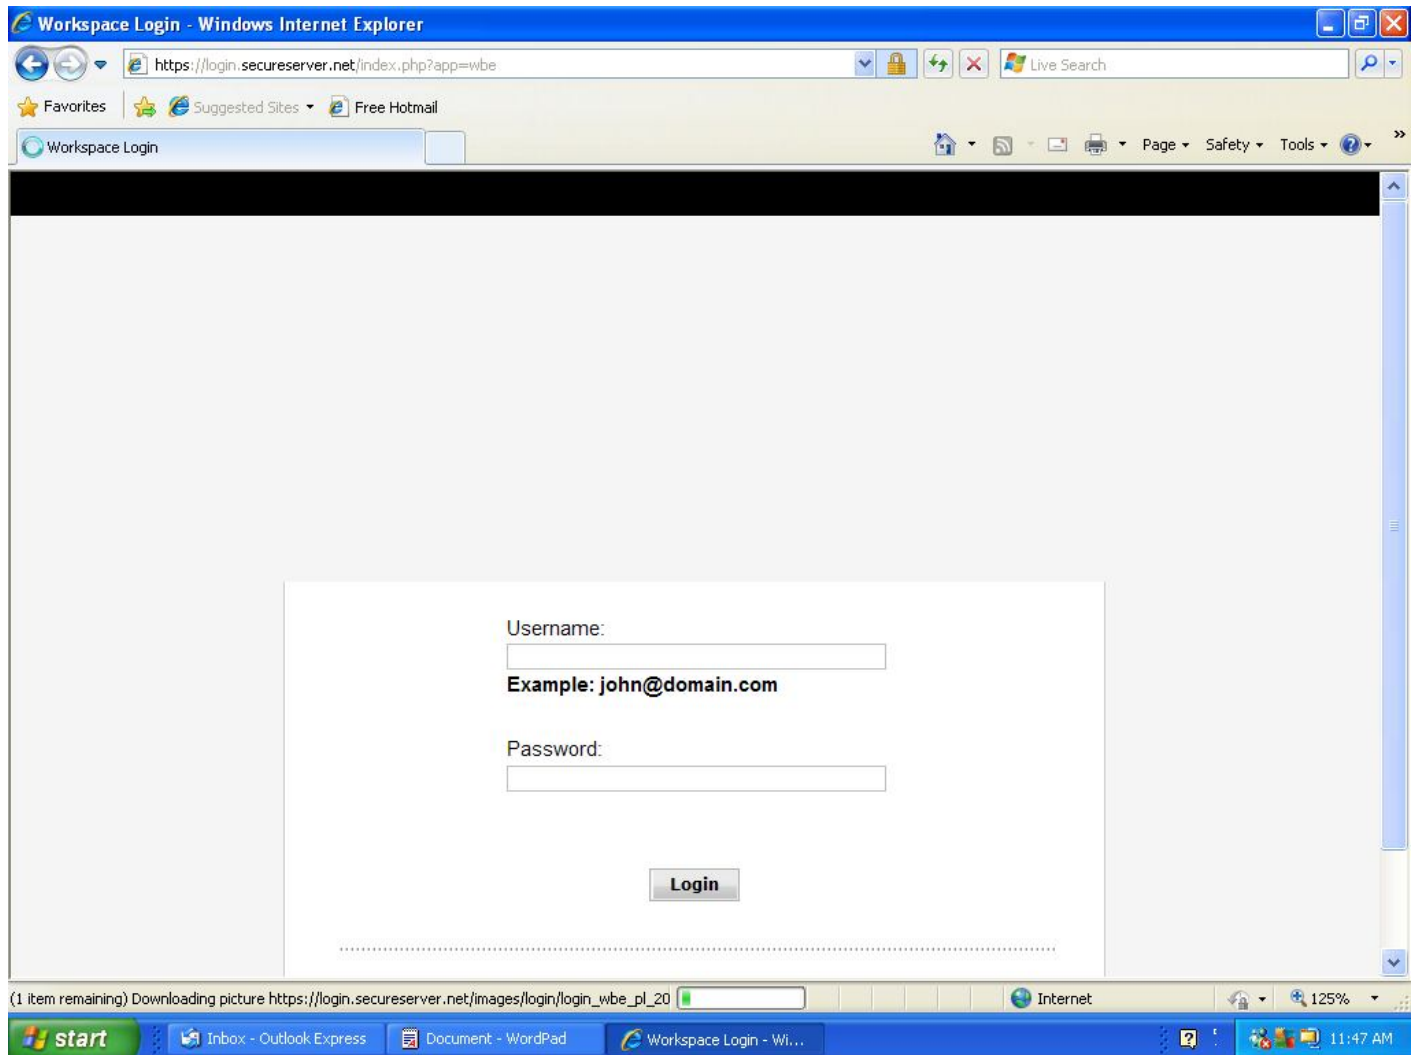 Workspace Login - Windows Internet Explorer
https://login.secureserver.net/index.php?app=wbe
Live Search
Favorites
Suggested Sites
Free Hotmail
Workspace Login
Page
Safety
Tools
»
Username:
Example: john@domain.com
Password:
Login
(1 item remaining) Downloading picture https://login.secureserver.net/images/login/login_wbe_pl_20
Internet
125%
start
Inbox - Outlook Express
Document - WordPad
Workspace Login - Wi...
11:47 AM